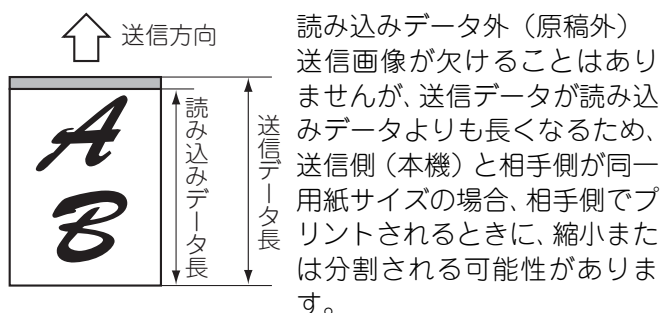 送信方向
A
B
読み込みデータ長
送信データ長
読み込みデータ外（原稿外）
送信画像が欠けることはあり
ませんが、送信データが読み込
みデータよりも長くなるため、
送信側（本機）と相手側が同一
用紙サイズの場合、相手側でプ
リントされるときに、縮小また
は分割される可能性がありま
す。